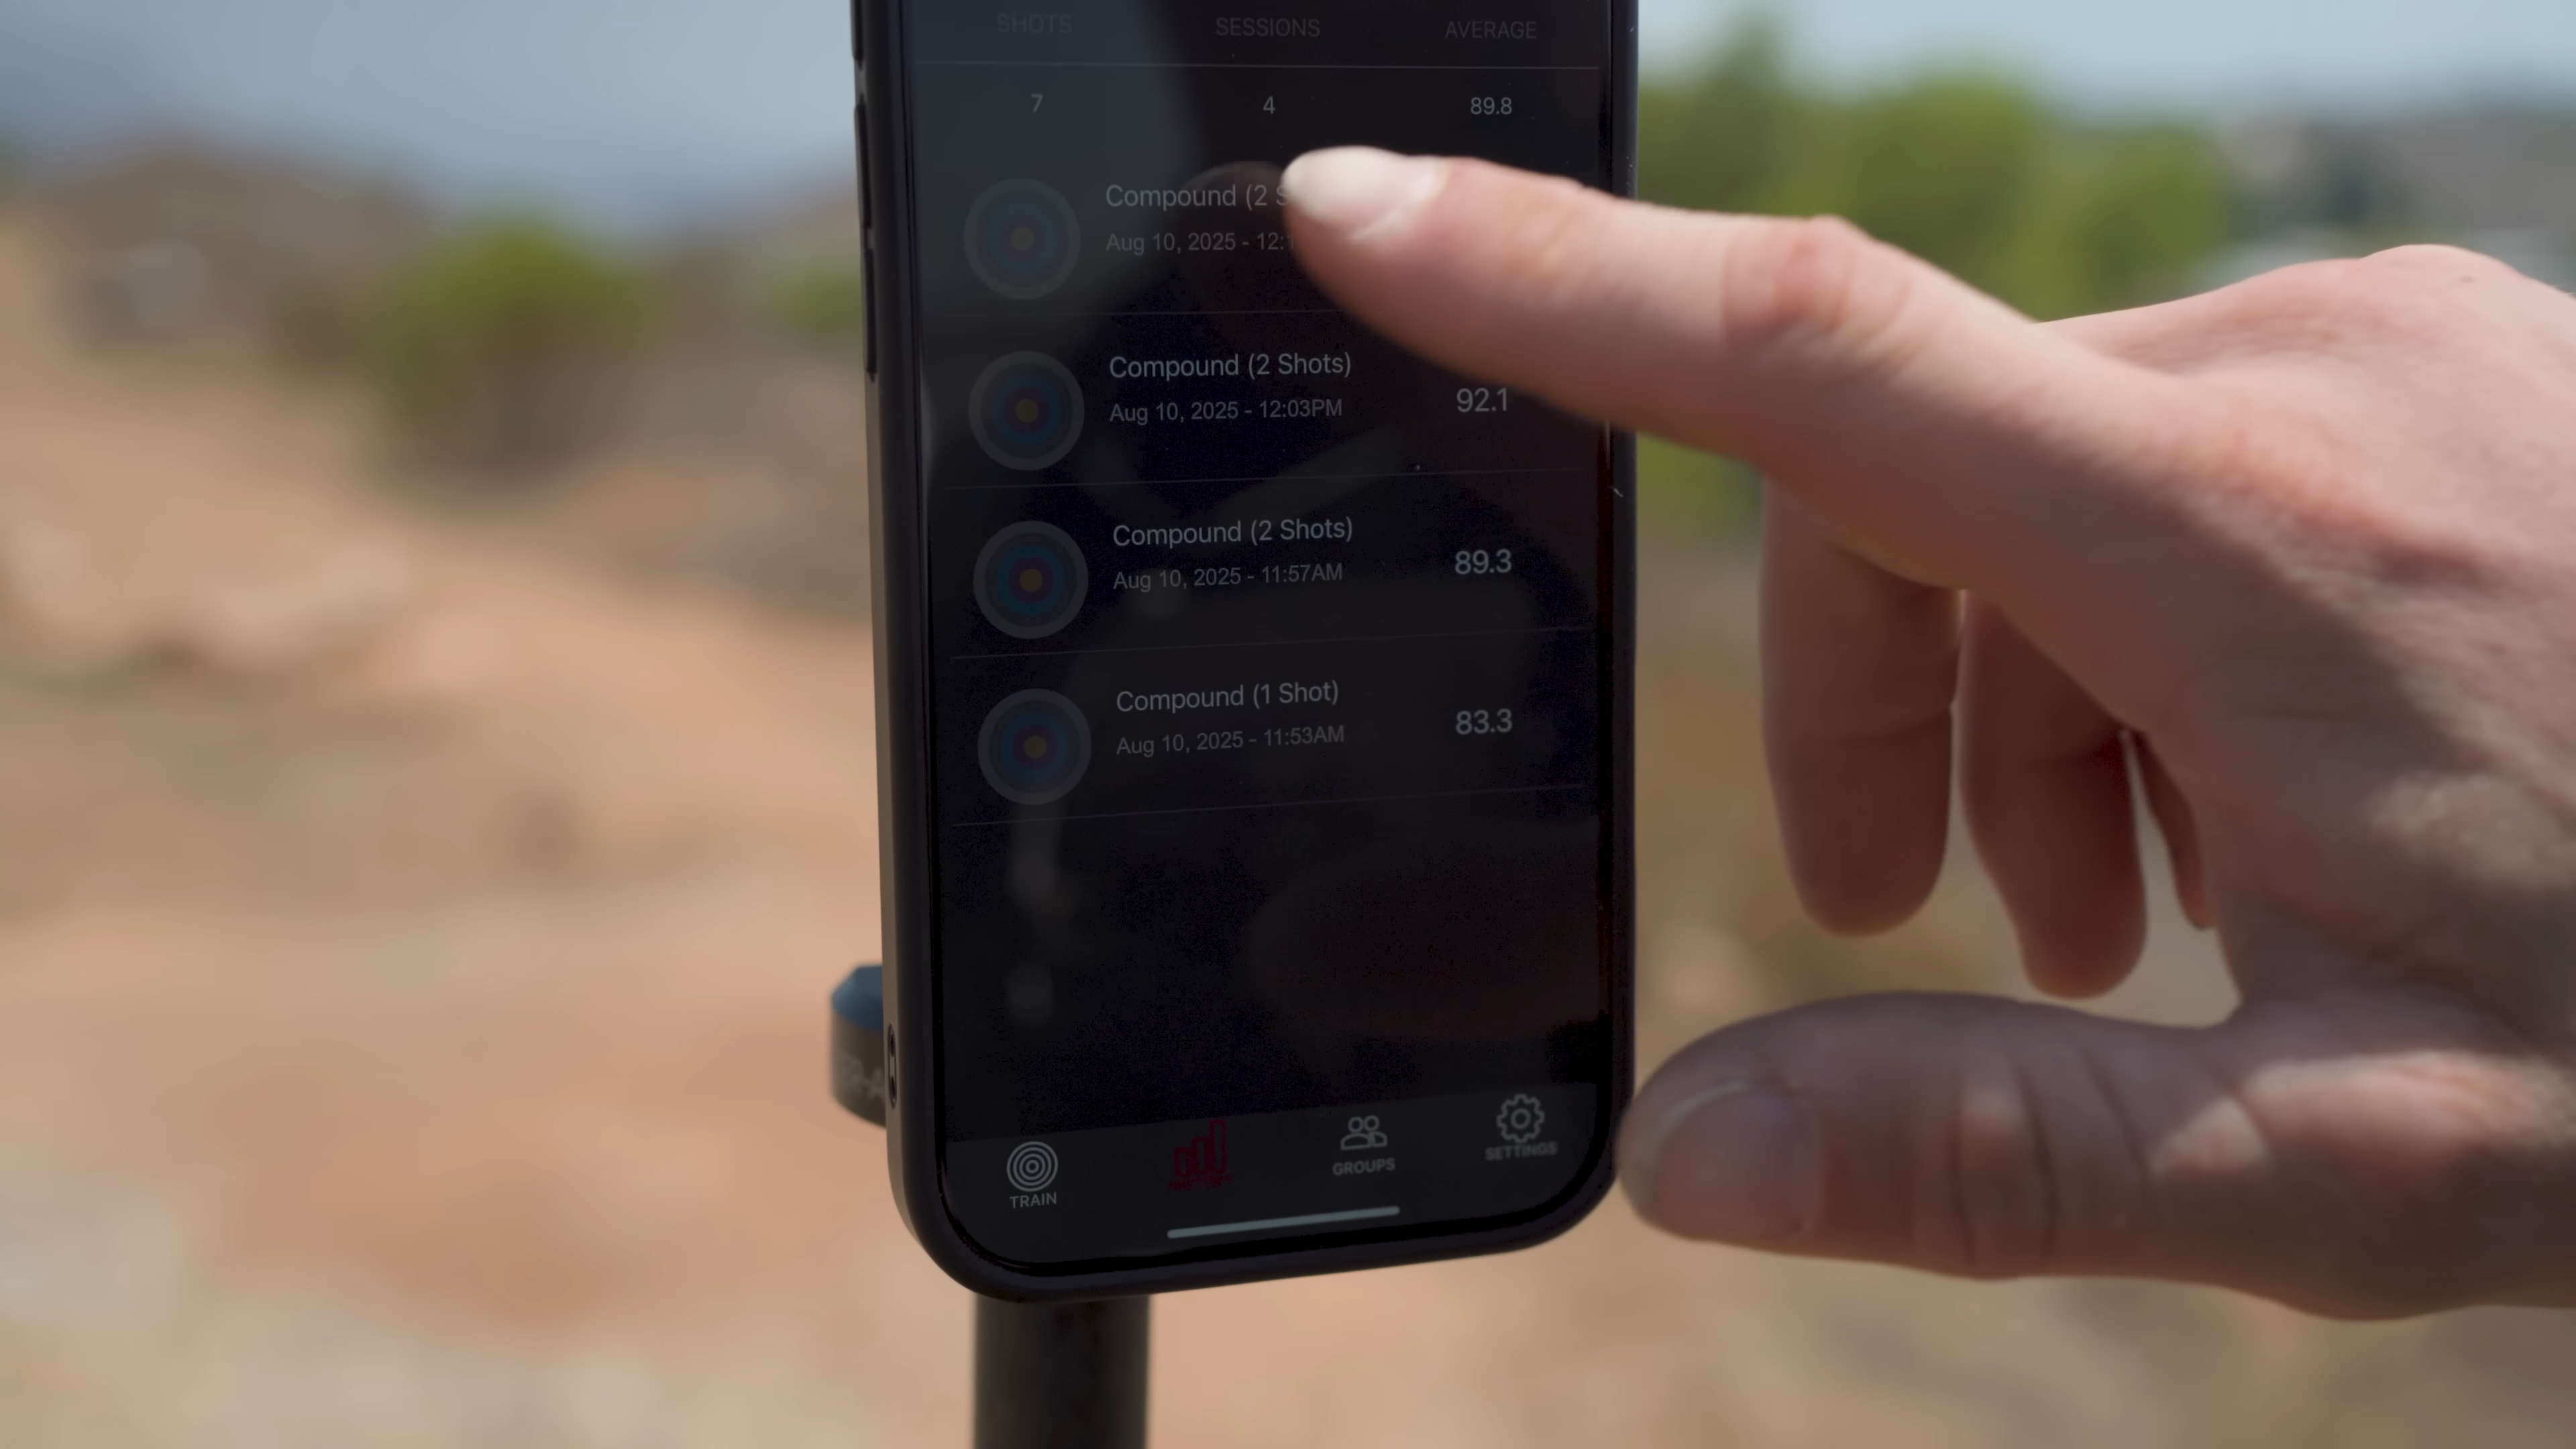 SHOTS SESSIONS AVERAGE
7 4 89.8
Compound (2 S
Aug 10, 2025 - 12:1
Compound (2 Shots)
Aug 10, 2025 - 12:03PM
92.1
Compound (2 Shots)
Aug 10, 2025 - 11:57AM
89.3
Compound (1 Shot)
Aug 10, 2025 - 11:53AM
83.3
TRAIN
GROUPS
SETTINGS